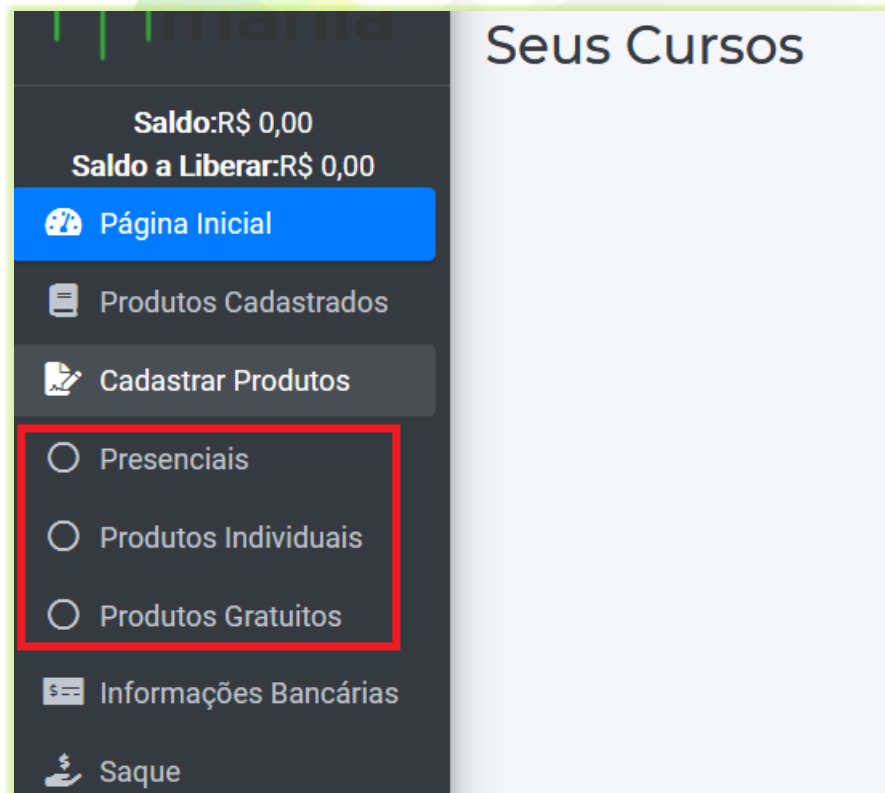 mania
Seus Cursos
Saldo:R$ 0,00
Saldo a Liberar:R$ 0,00
Página Inicial
Produtos Cadastrados
Cadastrar Produtos
Presenciais
Produtos Individuais
Produtos Gratuitos
Informações Bancárias
Saque